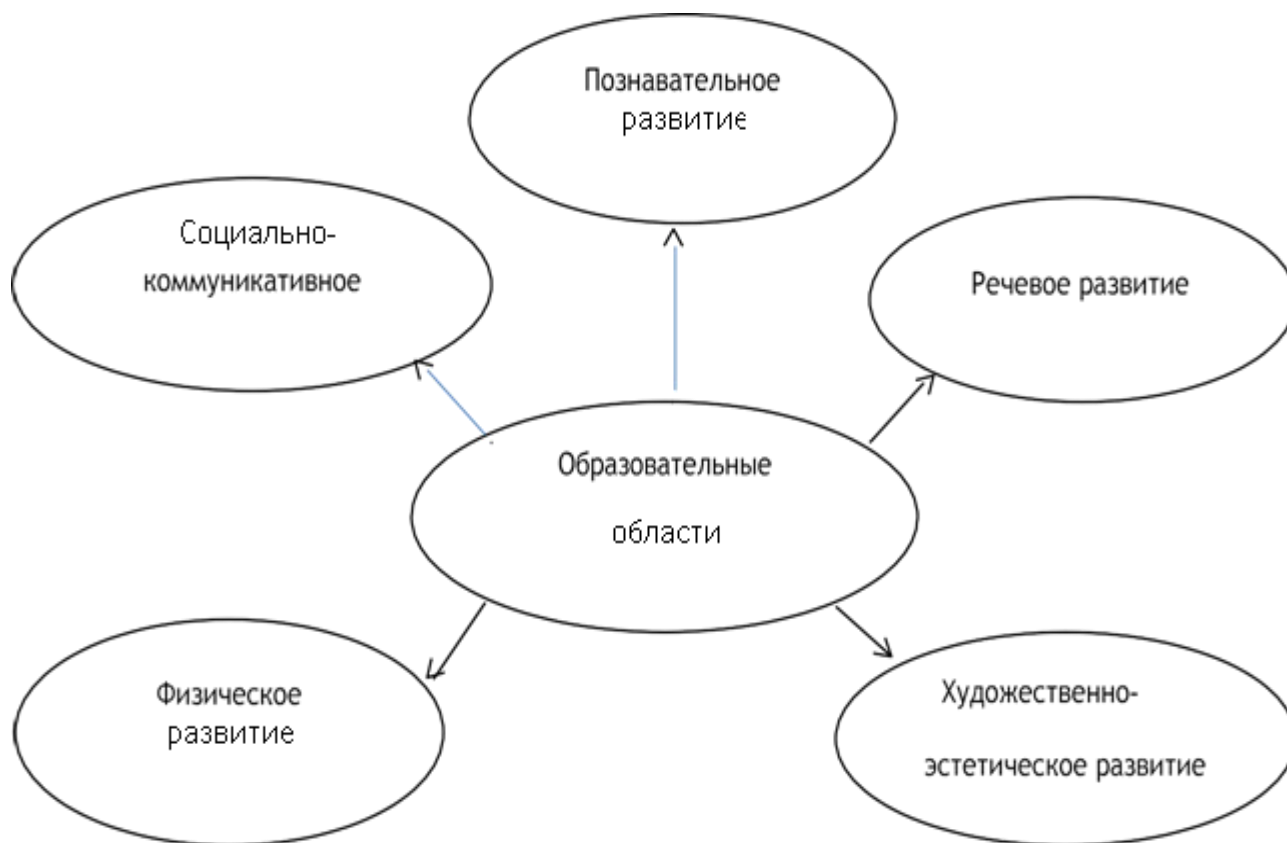 Познавательное
развитие
Социально-
коммуникативное
Речевое развитие
Образовательные
области
Физическое
развитие
Художественно-
эстетическое развитие